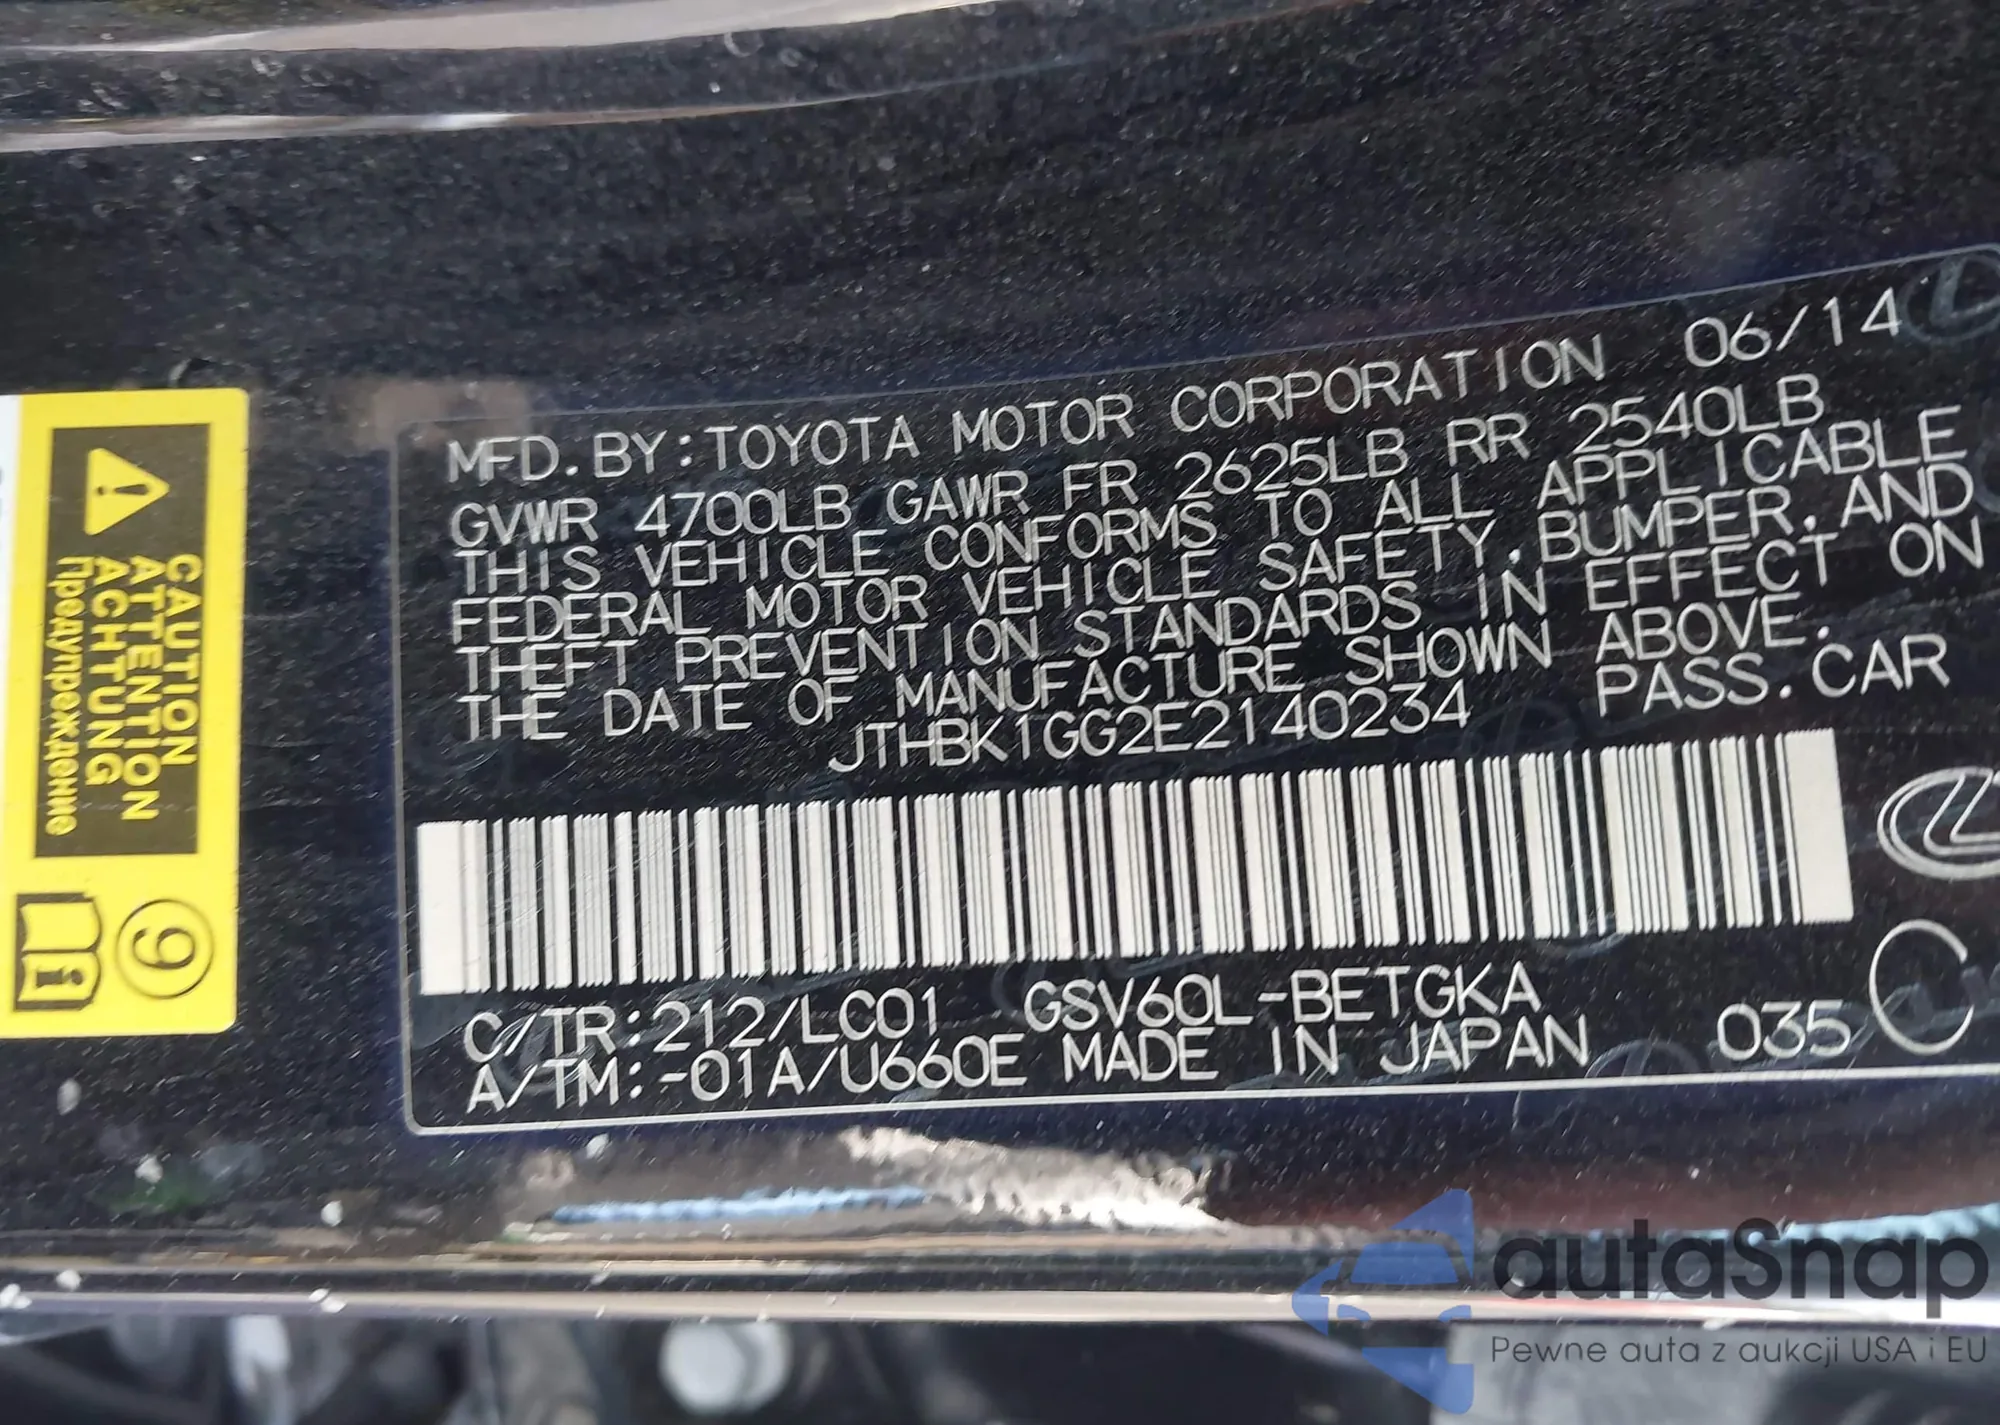 MFD.BY:TOYOTA MOTOR CORPORATION 06/14
GVWR 4700LB GAWR FR 2625LB RR 2540LB
THIS VEHICLE CONFORMS TO ALL APPLICABLE
FEDERAL MOTOR VEHICLE SAFETY,BUMPER,AND
THEFT PREVENTION STANDARDS IN EFFECT ON
THE DATE OF MANUFACTURE SHOWN ABOVE.
JTHBK1GG2E2140234 PASS.CAR
C/TR:212/LC01 GSV60L-BETGKA
A/TM:-01A/U660E MADE IN JAPAN 035
C
CAUTION
ATTENTION
ACHTUNG
Предупреждение
9
autaSnap
Pewne auta z aukcji USA i EU